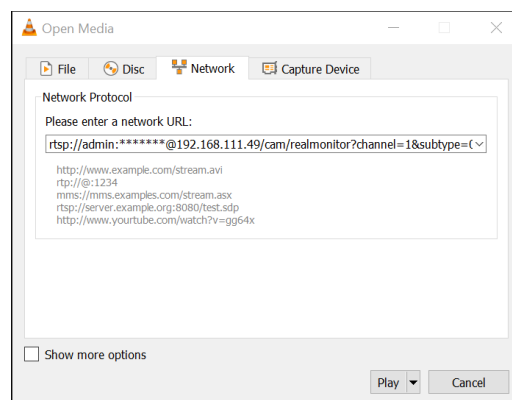 Open Media
File Disc Network Capture Device
Network Protocol
Please enter a network URL:
rtsp://admin:*******@192.168.111.49/cam/realmonitor?channel=1&subtype=
http://www.example.com/stream.avi
rtp://@:1234
mms://mms.examples.com/stream.asx
rtsp://server.example.org:8080/test.sdp
http://www.yourtube.com/watch?v=gg64x
Show more options
Play Cancel